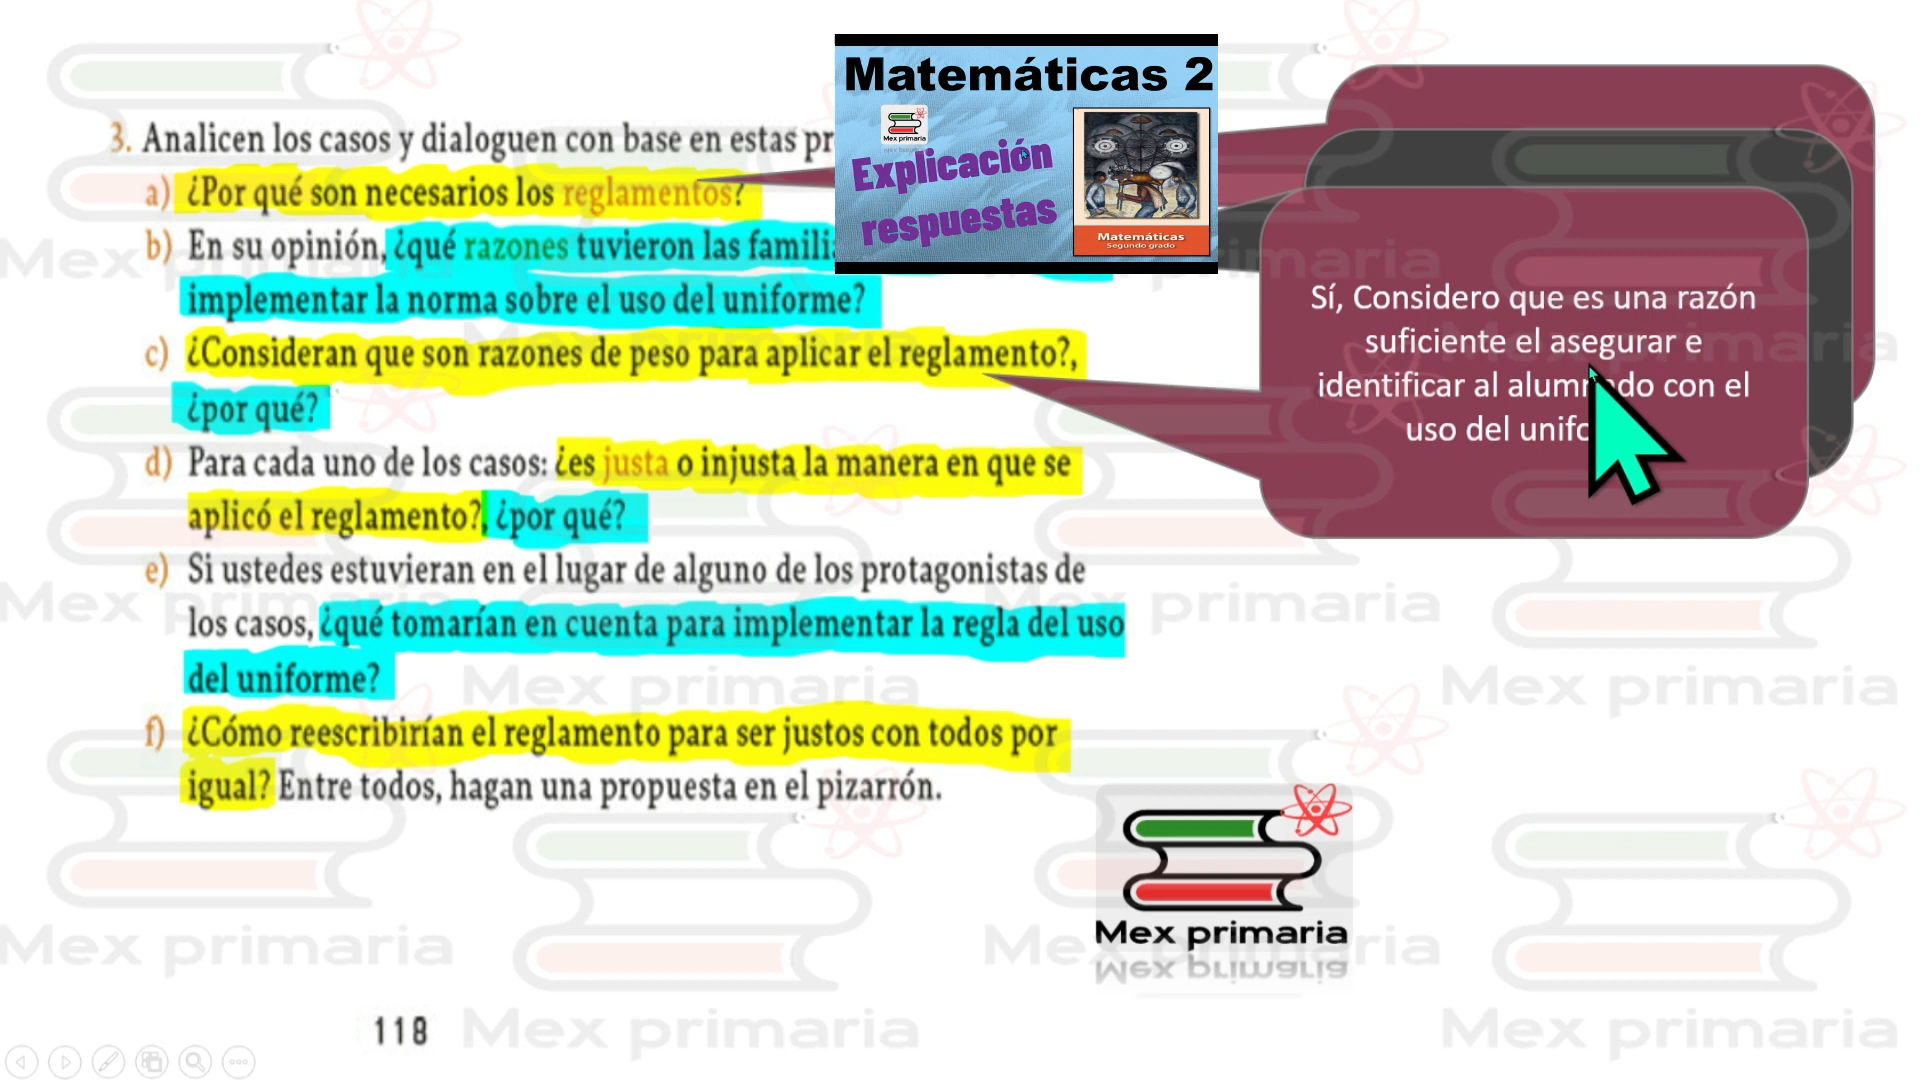 3. Analicen los casos y dialoguen con base en estas
a) ¿Por qué son necesarios los reglamentos?
b) En su opinión, ¿qué razones tuvieron las
implementar la norma sobre el uso del uniforme?
c) ¿Consideran que son razones de peso para aplicar el reglamento?,
¿por qué?
d) Para cada uno de los casos: ¿es justa o injusta la manera en que se
aplicó el reglamento?, ¿por qué?
e) Si ustedes estuvieran en el lugar de alguno de los protagonistas de
los casos, ¿qué tomarían en cuenta para implementar la regla del uso
del uniforme?
f) ¿Cómo reescribirían el reglamento para ser justos con todos por
igual? Entre todos, hagan una propuesta en el pizarrón.
118
Matemáticas 2
Mex primaria
Explicación
respuestas
Matemáticas
Segundo grado
Sí, Considero que es una razón
suficiente el asegurar e
identificar al con el
uso del
Mex primaria